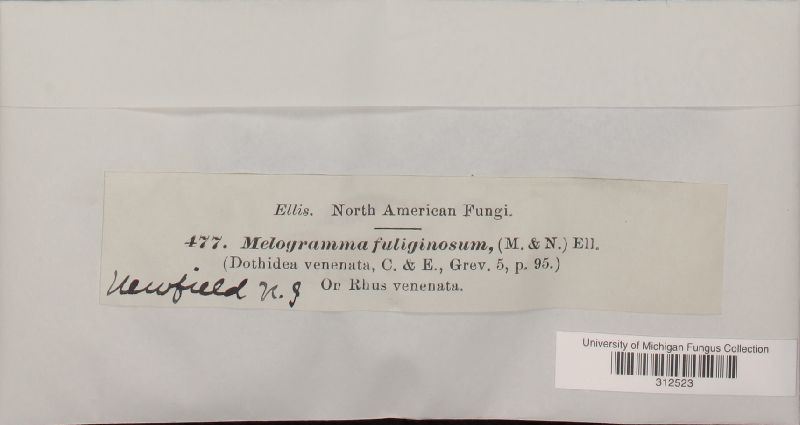 Ellis. North American Fungi.
477. Melogramma fuliginosum, (M. & N.) Ell.
(Dothidea venenata, C. & E., Grev. 5, p. 95.)
Newfield N.J On Rhus venenata.
University of Michigan Fungus Collection
312523